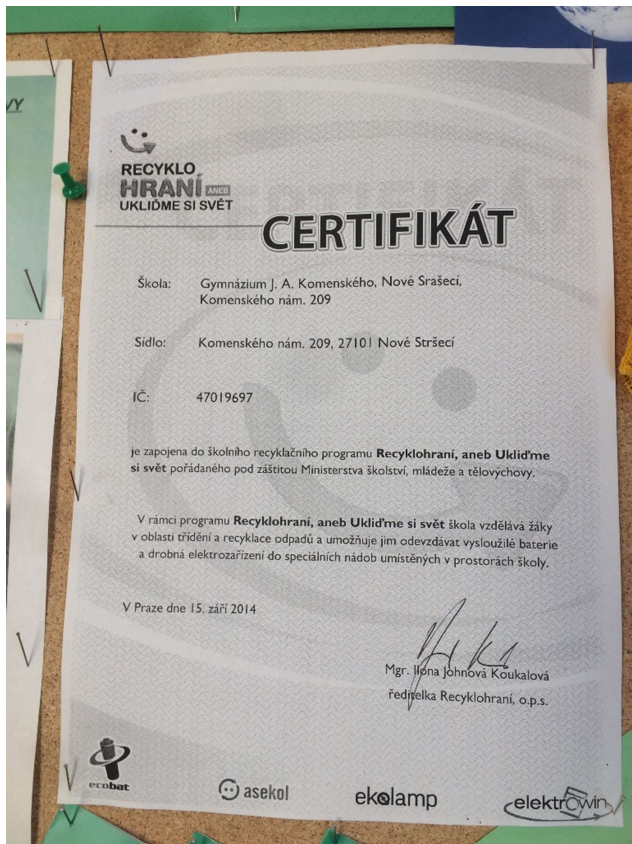 VY
RECYKLO
HRANÍ ANEB
UKLIĎME SI SVĚT
CERTIFIKÁT
Škola: Gymnázium J. A. Komenského, Nové Srašecí,
Komenského nám. 209
Sídlo: Komenského nám. 209, 27101 Nové Stršecí
IČ: 47019697
je zapojena do školního recyklačního programu Recyklohraní, aneb Ukliďme
si svět pořádaného pod záštitou Ministerstva školství, mládeže a tělovýchovy.
V rámci programu Recyklohraní, aneb Ukliďme si svět škola vzdělává žáky
v oblasti třídění a recyklace odpadů a umožňuje jim odevzdávat vysloužilé baterie
a drobná elektrozařízení do speciálních nádob umístěných v prostorách školy.
V Praze dne 15. září 2014
Mgr. Ilona Johnová Koukalová
ředitelka Recyklohraní, o.p.s.
ecobat
asekol
ekolamp
elektrowin